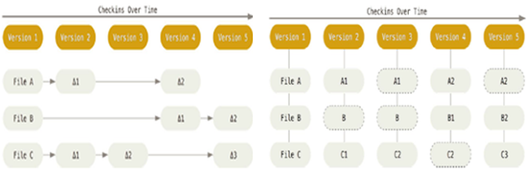 Checkins Over Time
Version 1 Version 2 Version 3 Version 4 Version 5
File A Δ1 Δ2
File B Δ1 Δ2
File C Δ1 Δ2 Δ3
Checkins Over Time
Version 1 Version 2 Version 3 Version 4 Version 5
File A A1 A1 A2 A2
File B B B B1 B2
File C C1 C2 C2 C3